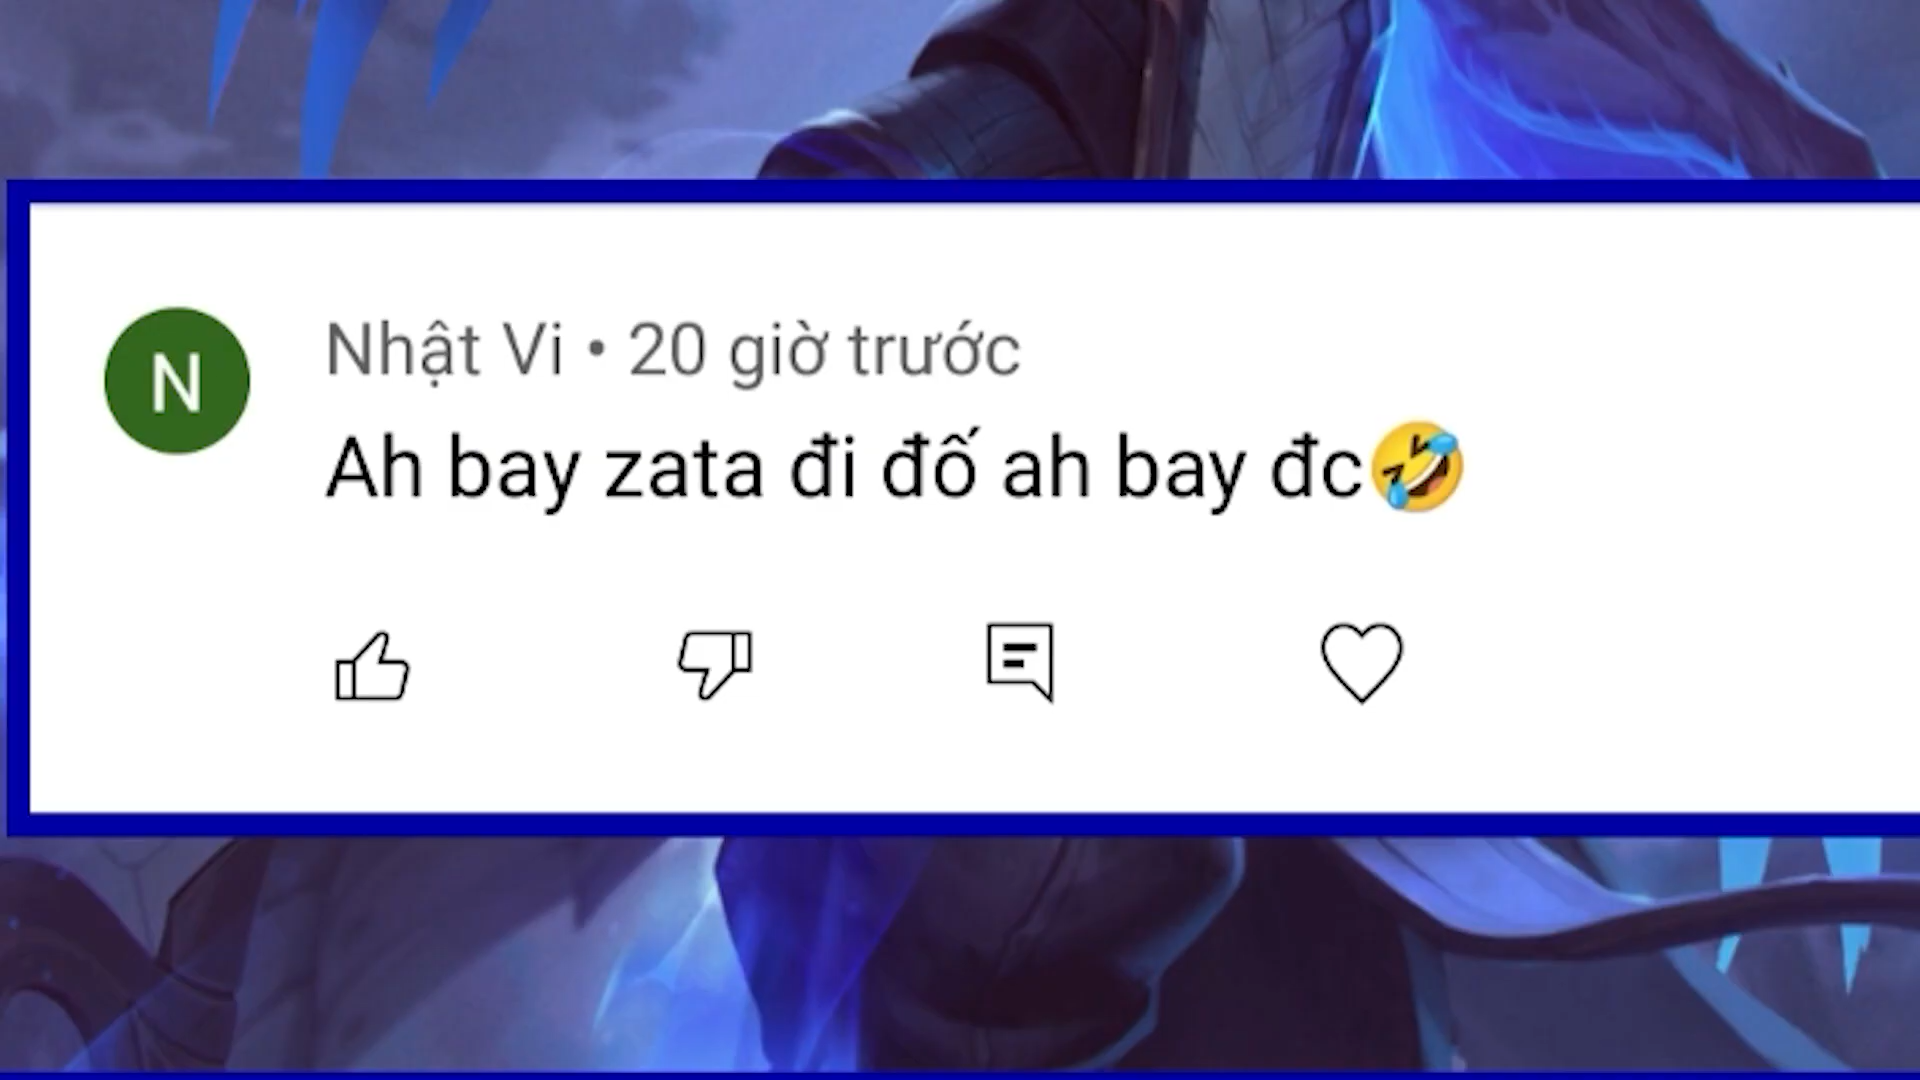 N
Nhật Vi • 20 giờ trước
Ah bay zata đi đố ah bay đc🤣